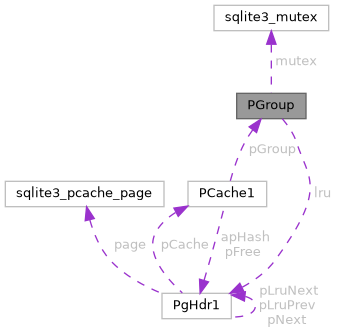 sqlite3_mutex
mutex
PGroup
pGroup
sqlite3_pcache_page
PCache1
lru
page
pCache
apHash
pFree
pLruNext
pLruPrev
pNext
PgHdr1